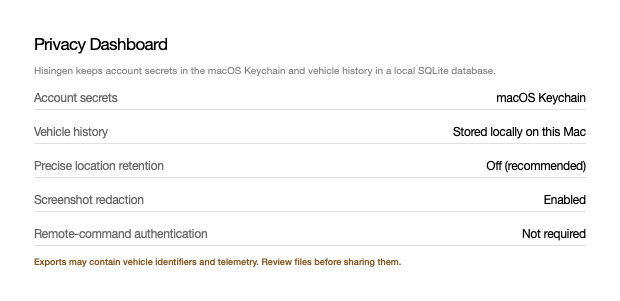 Privacy Dashboard
Hisingen keeps account secrets in the macOS Keychain and vehicle history in a local SQLite database.
Account secrets macOS Keychain
Vehicle history Stored locally on this Mac
Precise location retention Off (recommended)
Screenshot redaction Enabled
Remote-command authentication Not required
Exports may contain vehicle identifiers and telemetry. Review files before sharing them.